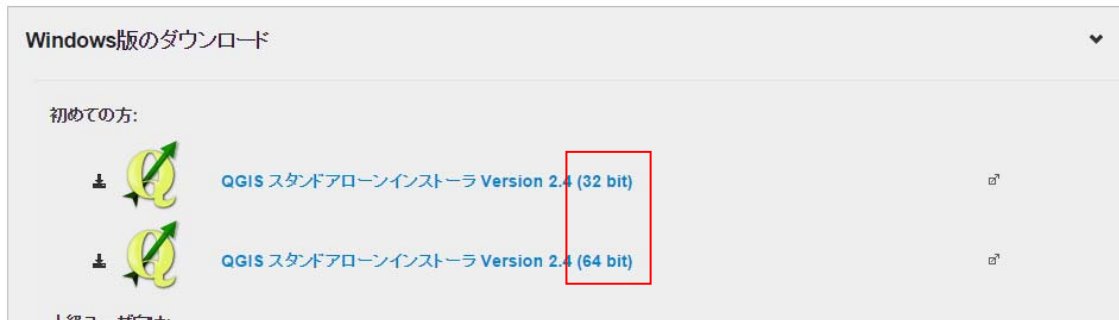 Windows版のダウンロード
初めての方:
QGIS スタンドアローンインストーラ Version 2.4 (32 bit)
QGIS スタンドアローンインストーラ Version 2.4 (64 bit)